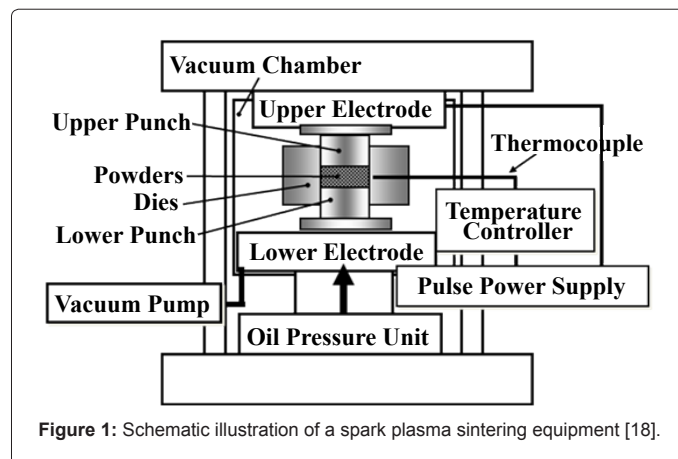 Vacuum Chamber
Upper Electrode
Upper Punch
Thermocouple
Powders
Dies
Lower Punch
Temperature
Controller
Lower Electrode
Vacuum Pump
Pulse Power Supply
Oil Pressure Unit
Figure 1: Schematic illustration of a spark plasma sintering equipment [18].